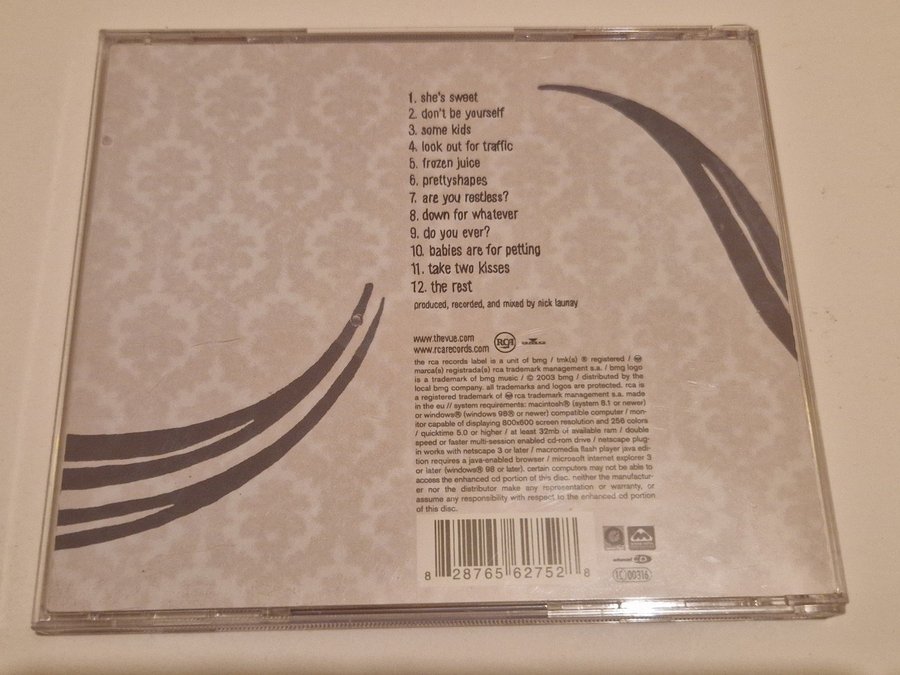 1. she's sweet
2. don't be yourself
3. some kids
4. look out for traffic
5. frozen juice
6. prettyshapes
7. are you restless?
8. down for whatever
9. do you ever?
10. babies are for petting
11. take two kisses
12. the rest
produced, recorded, and mixed by nick launay
www.thevue.com
www.rcarecords.com RCA BMG
the rca records label is a unit of bmg / tmk(s) ® registered /
marca(s) registrada(s) rca trademark management s.a. / bmg logo
is a trademark of bmg music / © 2003 bmg / distributed by the
local bmg company. all trademarks and logos are protected. rca is
a registered trademark of rca trademark management s.a. made
in the eu // system requirements: macintosh® (system 8.1 or newer)
or windows® (windows 98® or newer) compatible computer / mon-
itor capable of displaying 800x600 screen resolution and 256 colors
/ quicktime 5.0 or higher / at least 32mb of available ram / double
speed or faster multi-session enabled cd-rom drive / netscape plug-
in works with netscape 3 or later / macromedia flash player java edi-
tion requires a java-enabled browser / microsoft internet explorer 3
or later (windows® 98 or later). certain computers may not be able to
access the enhanced cd portion of this disc. neither the manufactur-
er nor the distributor make any representation or warranty, or
assume any responsibility with respect to the enhanced cd portion
of this disc.
8 28765 62752 8
enhanced CD
LC 00316